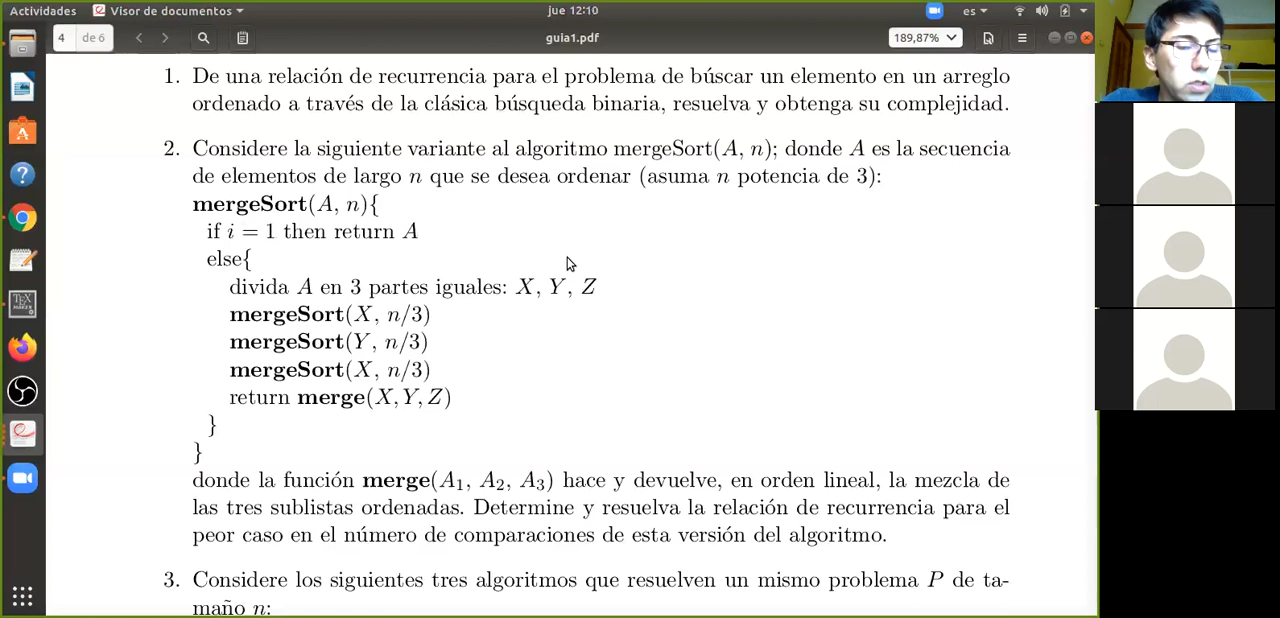 Actividades Visor de documentos jue 12:10 es
4 de 6 guia1.pdf 189,87%
1. De una relación de recurrencia para el problema de búscar un elemento en un arreglo
ordenado a través de la clásica búsqueda binaria, resuelva y obtenga su complejidad.
2. Considere la siguiente variante al algoritmo mergeSort(A, n); donde A es la secuencia
de elementos de largo n que se desea ordenar (asuma n potencia de 3):
mergeSort(A, n){
if i = 1 then return A
else{
divida A en 3 partes iguales: X, Y, Z
mergeSort(X, n/3)
mergeSort(Y, n/3)
mergeSort(X, n/3)
return merge(X,Y,Z)
}
}
donde la función merge(A₁, A₂, A₃) hace y devuelve, en orden lineal, la mezcla de
las tres sublistas ordenadas. Determine y resuelva la relación de recurrencia para el
peor caso en el número de comparaciones de esta versión del algoritmo.
3. Considere los siguientes tres algoritmos que resuelven un mismo problema P de ta-
maño n: